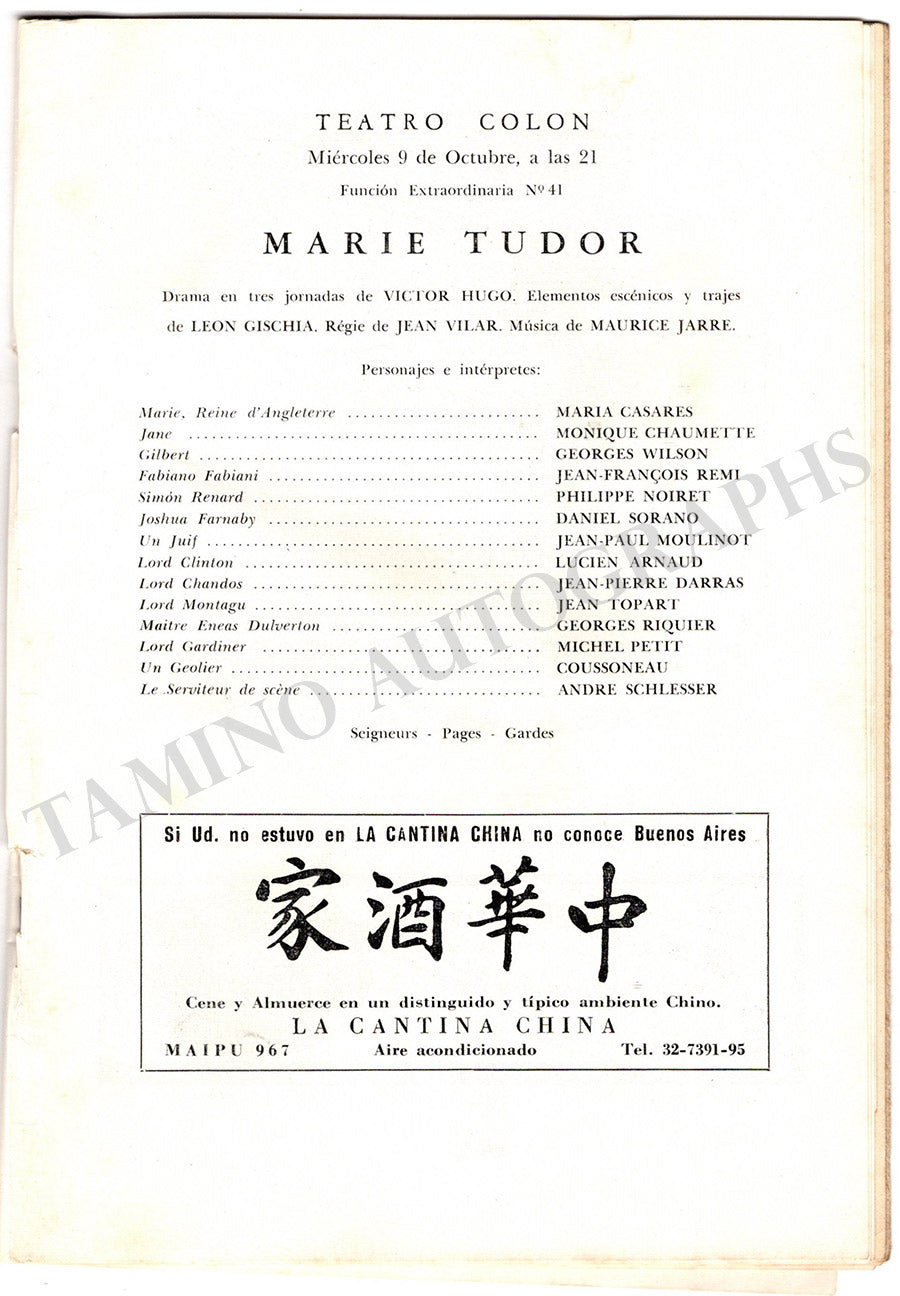 TEATRO COLON
Miércoles 9 de Octubre, a las 21
Función Extraordinaria Nº 41
MARIE TUDOR
Drama en tres jornadas de VICTOR HUGO. Elementos escénicos y trajes
de LEON GISCHIA. Régie de JEAN VILAR. Música de MAURICE JARRE.
Personajes e intérpretes:
Marie, Reine d'Angleterre ........................ MARIA CASARES
Jane ........................................... MONIQUE CHAUMETTE
Gilbert .......................................... GEORGES WILSON
Fabiano Fabiani .................................. JEAN-FRANÇOIS REMI
Simón Renard .................................... PHILIPPE NOIRET
Joshua Farnaby .................................. DANIEL SORANO
Un Juif ......................................... JEAN-PAUL MOULINOT
Lord Clinton .................................... LUCIEN ARNAUD
Lord Chandos .................................... JEAN-PIERRE DARRAS
Lord Montagu .................................... JEAN TOPART
Maitre Eneas Dulverton .......................... GEORGES RIQUIER
Lord Gardiner ................................... MICHEL PETIT
Un Geolier ...................................... COUSSONEAU
Le Serviteur de scène ............................ ANDRE SCHLESSER
Seigneurs - Pages - Gardes
TAMINO AUTOGRAPHS
Si Ud. no estuvo en LA CANTINA CHINA no conoce Buenos Aires
家酒華中
Cene y Almuerce en un distinguido y típico ambiente Chino.
LA CANTINA CHINA
MAIPU 967 Aire acondicionado Tel. 32-7391-95